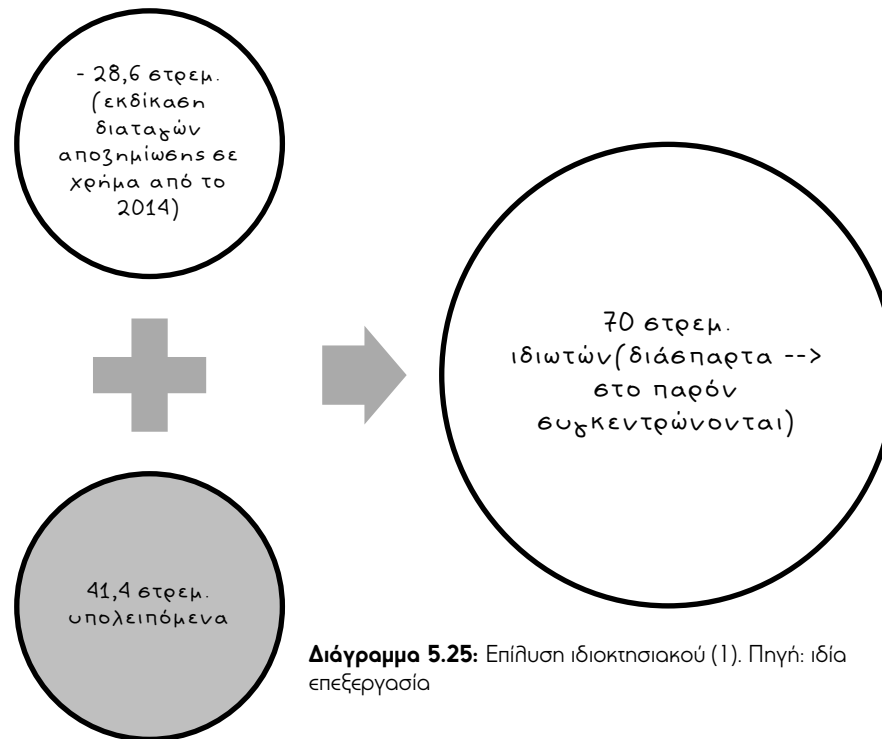 - 28,6 στρεμ.
(εκδίκαση
διαταγών
αποζημίωσης σε
χρήμα από το
2014)
70 στρεμ.
ιδιωτών(διάσπαρτα -->
στο παρόν
συγκεντρώνονται)
41,4 στρεμ.
υπολειπόμενα
Διάγραμμα 5.25: Επίλυση ιδιοκτησιακού (1). Πηγή: ιδία
επεξεργασία